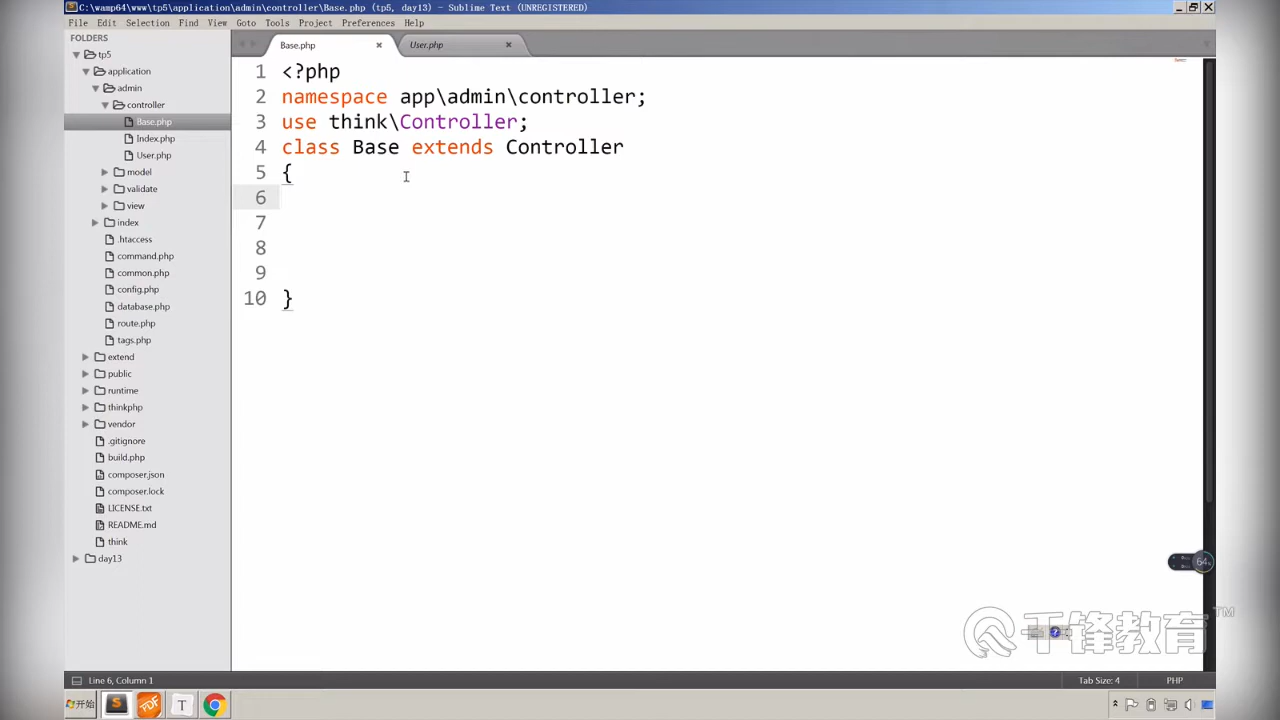 C:\wamp64\www\tp5\application\admin\controller\Base.php (tp5, day13) - Sublime Text (UNREGISTERED)
File Edit Selection Find View Goto Tools Project Preferences Help
FOLDERS
tp5
application
admin
controller
Base.php
Index.php
User.php
model
validate
view
index
.htaccess
command.php
common.php
config.php
database.php
route.php
tags.php
extend
public
runtime
thinkphp
vendor
.gitignore
build.php
composer.json
composer.lock
LICENSE.txt
README.md
think
day13
Base.php User.php
1 <?php
2 namespace app\admin\controller;
3 use think\Controller;
4 class Base extends Controller
5 {
6
7
8
9
10 }
64%
千锋教育™
Line 6, Column 1 Tab Size: 4 PHP
开始 S PDF T